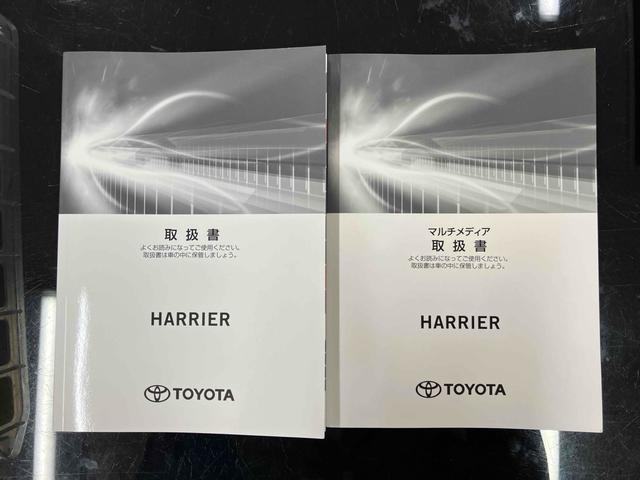 取扱書
よくお読みになってご使用ください。
取扱書は車の中に保管しましょう。
HARRIER
TOYOTA
マルチメディア
取扱書
よくお読みになってご使用ください。
取扱書は車の中に保管しましょう。
HARRIER
TOYOTA